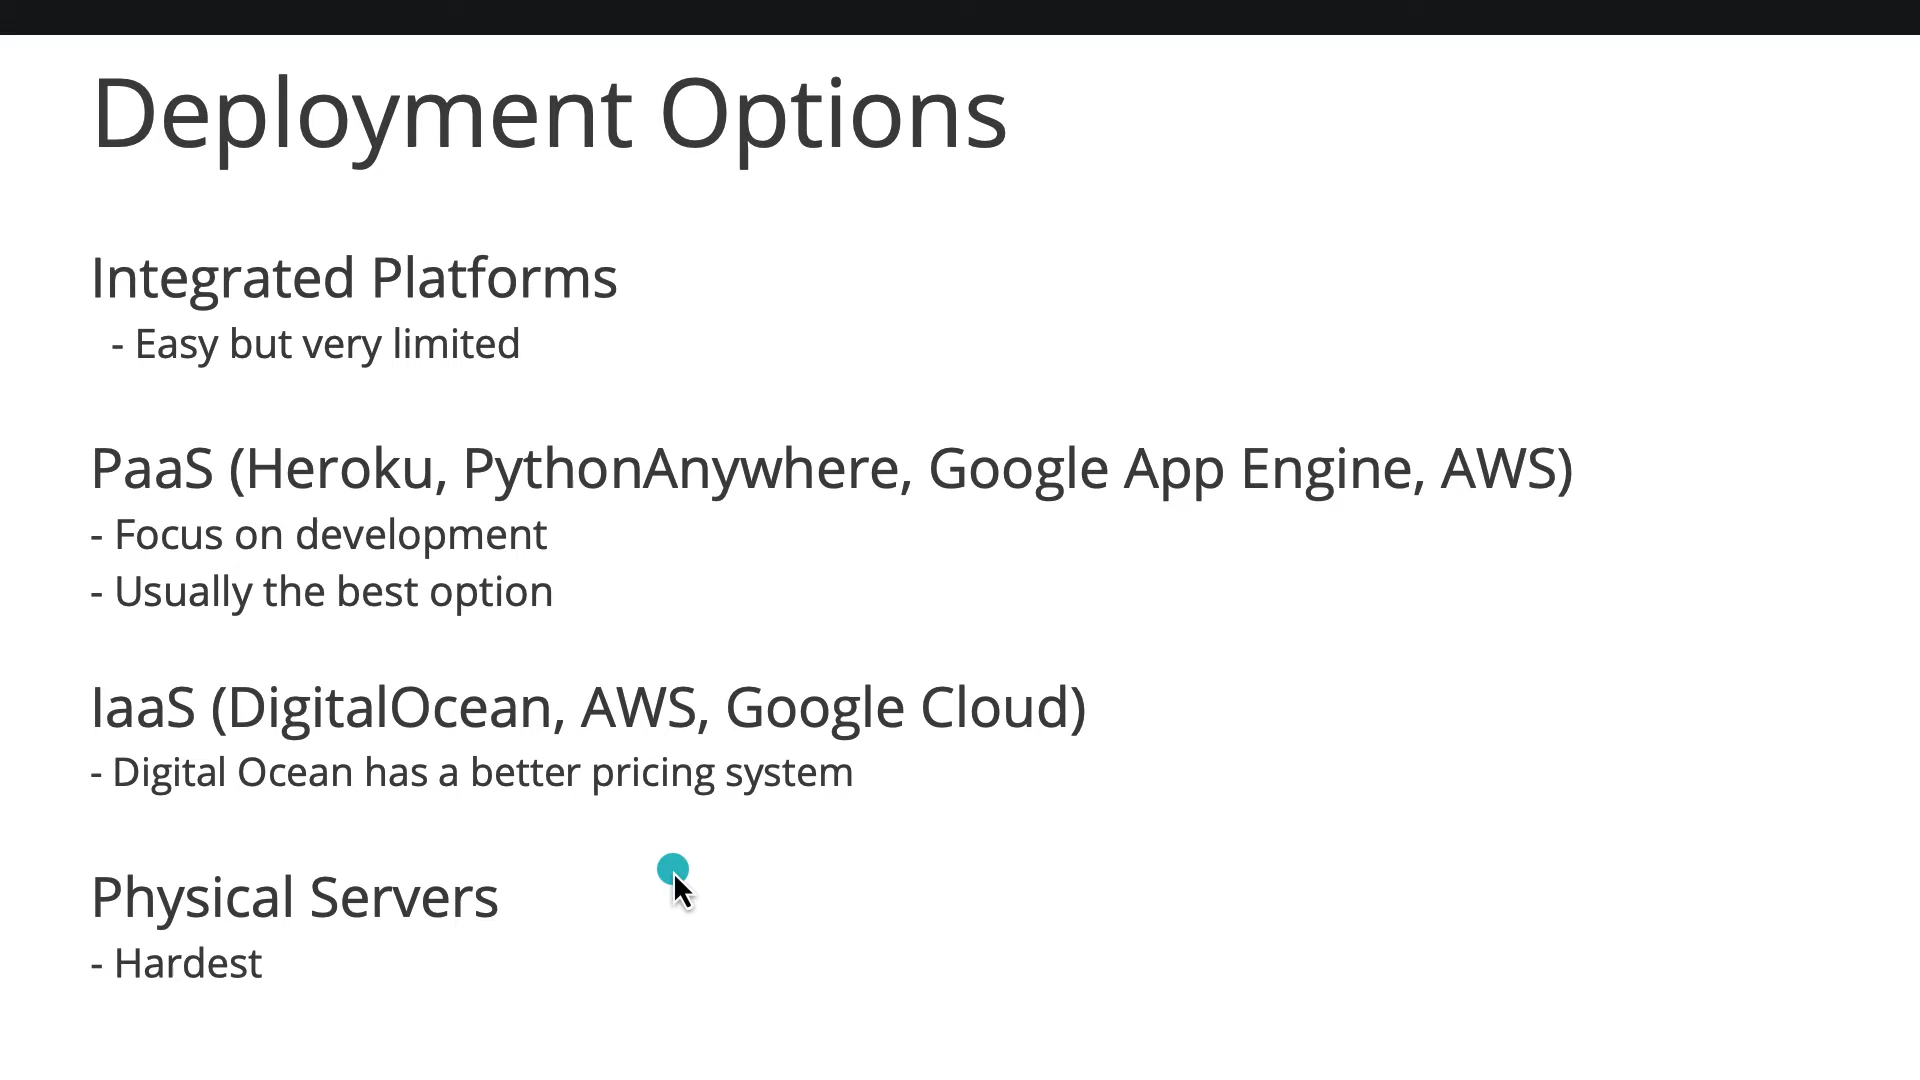 Deployment Options
Integrated Platforms
- Easy but very limited
PaaS (Heroku, PythonAnywhere, Google App Engine, AWS)
- Focus on development
- Usually the best option
IaaS (DigitalOcean, AWS, Google Cloud)
- Digital Ocean has a better pricing system
Physical Servers
- Hardest